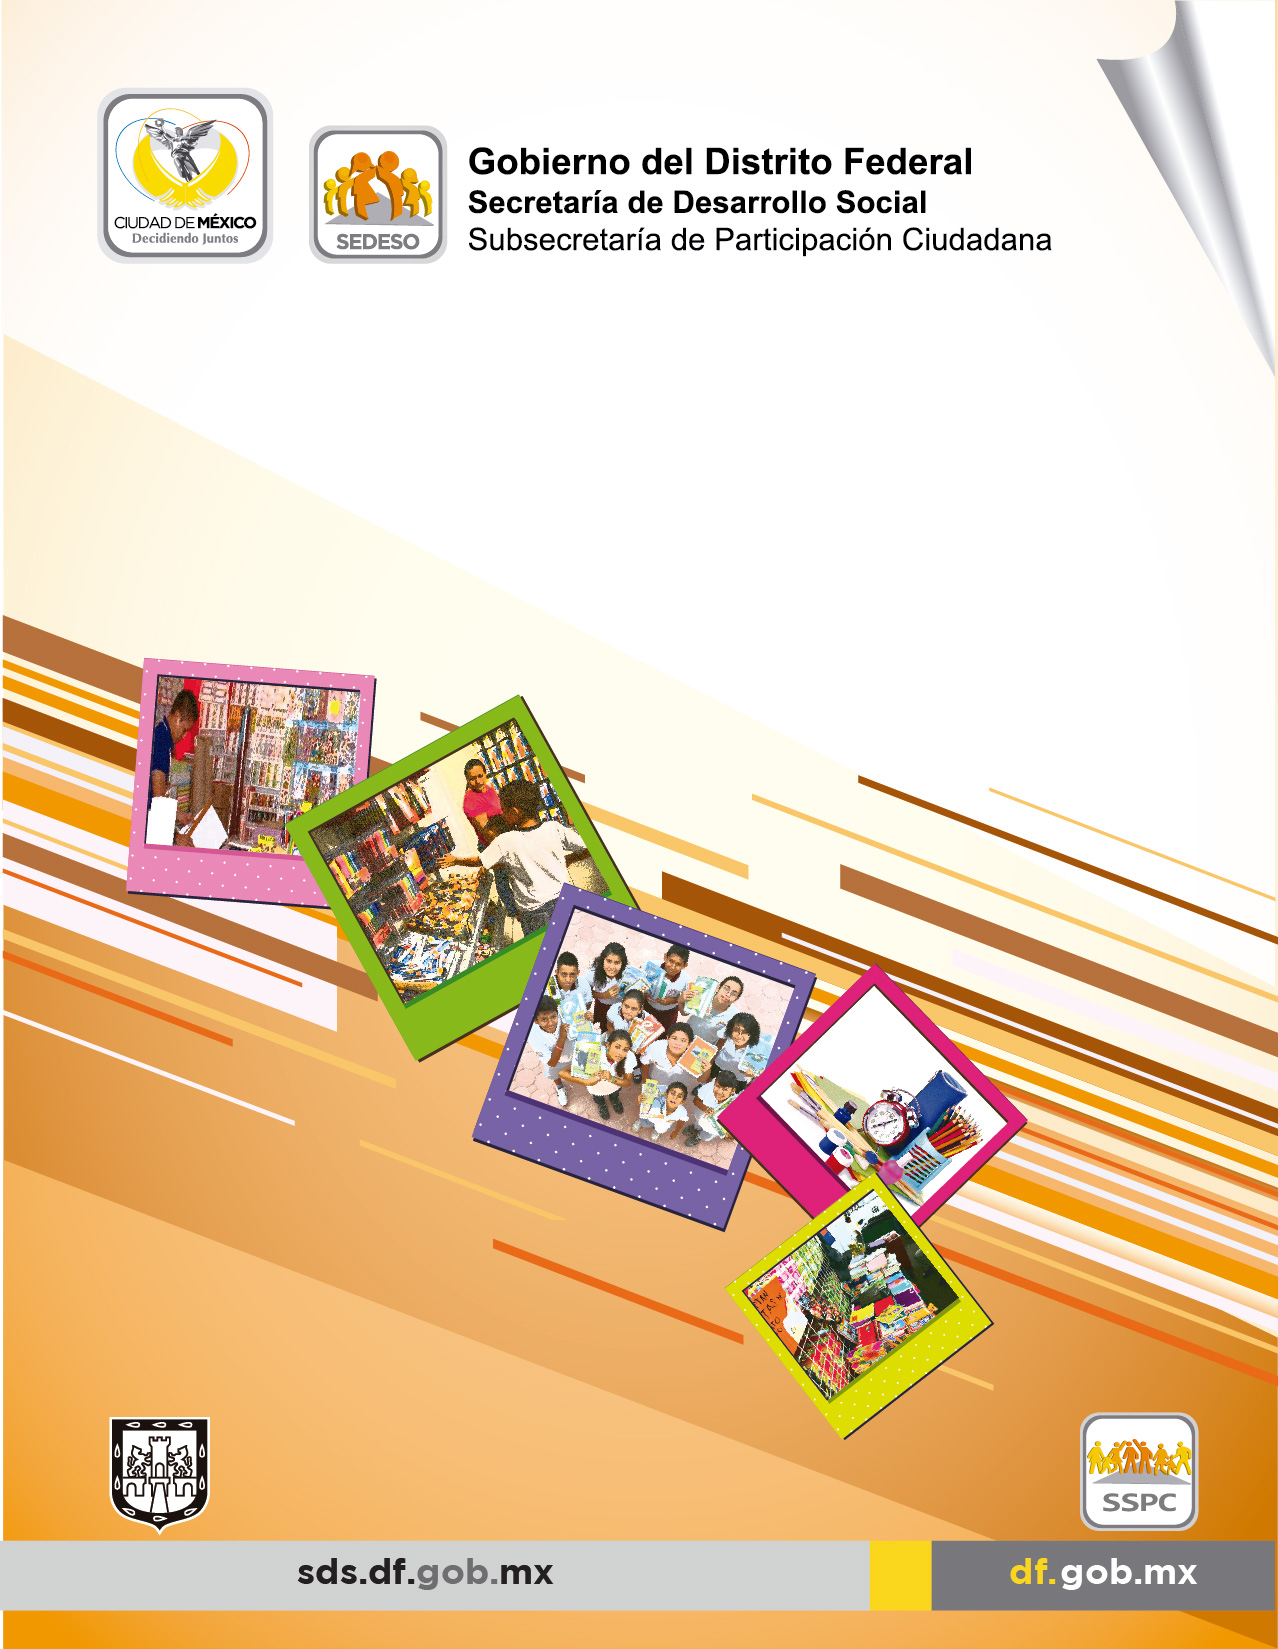 CIUDAD DE MÉXICO
Decidiendo Juntos
SEDESO
Gobierno del Distrito Federal
Secretaría de Desarrollo Social
Subsecretaría de Participación Ciudadana
SSPC
sds.df.gob.mx
df.gob.mx